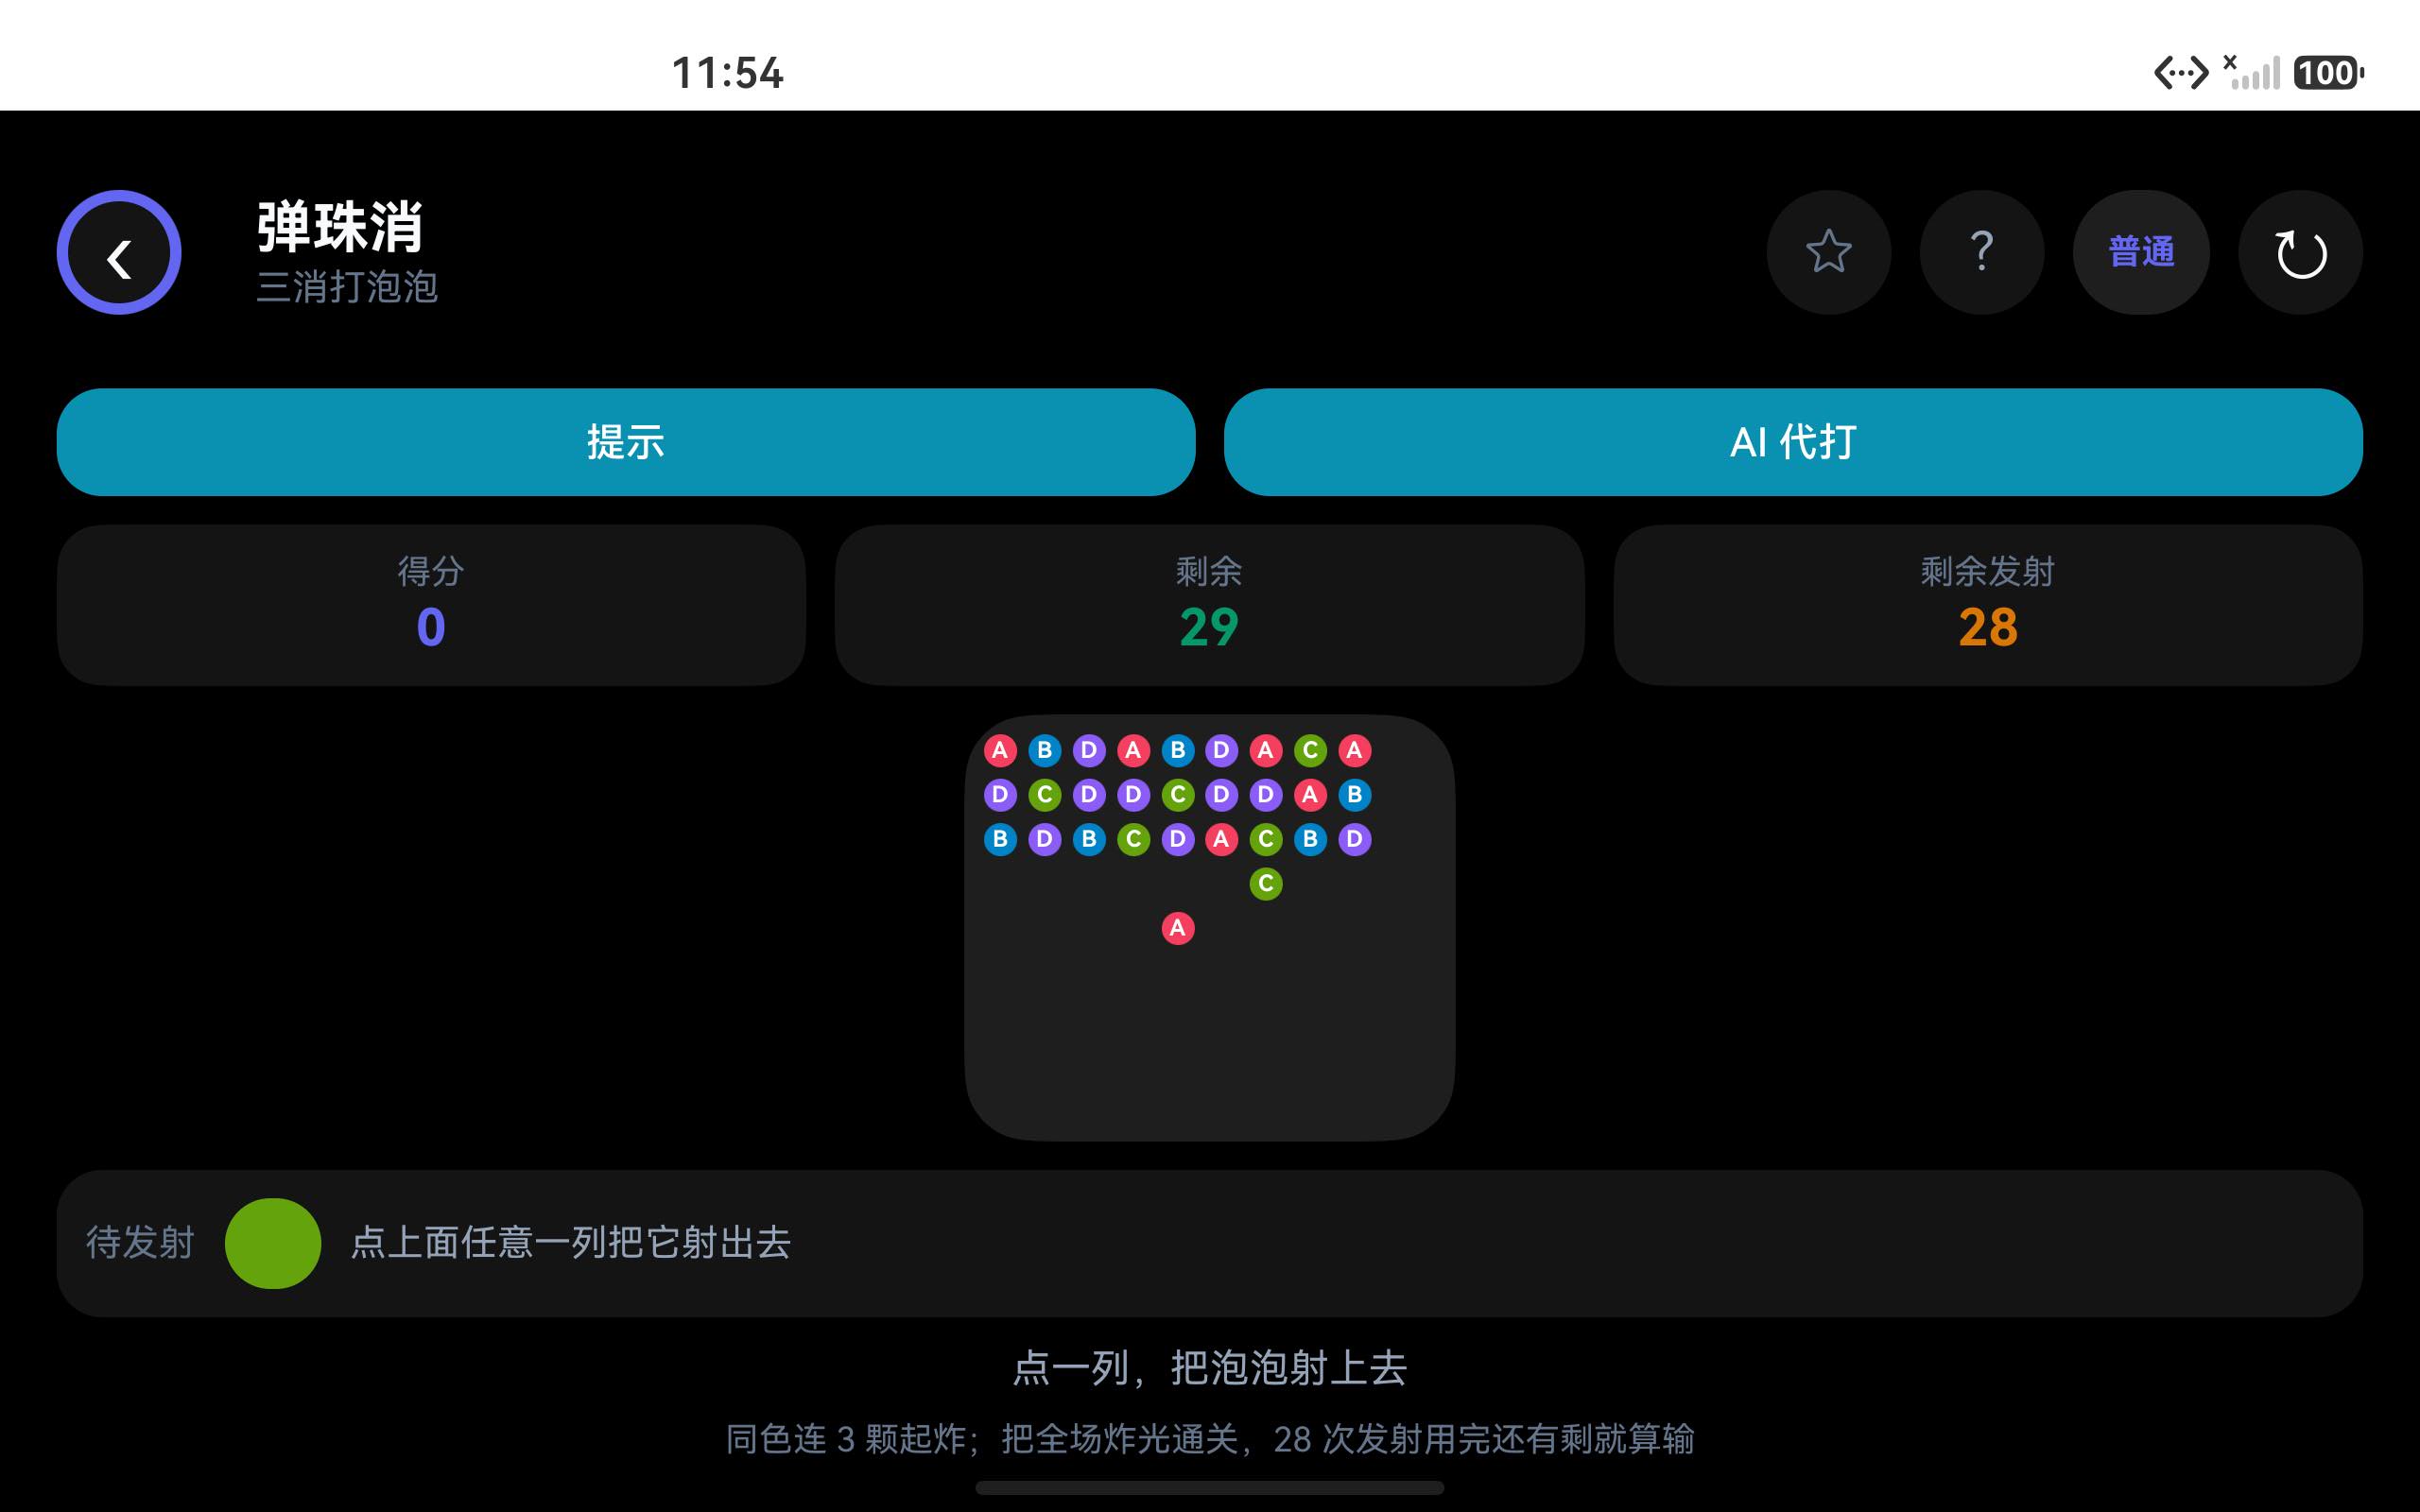 11:54
100
弹珠消
三消打泡泡
?
普通
提示
AI 代打
得分
剩余
剩余发射
0
29
28
A B D A B D A C A
D C D D C D D A B
B D B C D A C B D
C
A
待发射
点上面任意一列把它射出去
点一列，把泡泡射上去
同色连 3 颗起炸；把全场炸光通关，28 次发射用完还有剩就算输